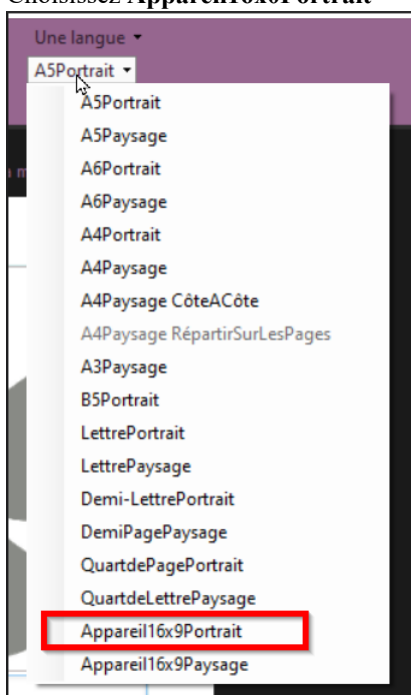 Choisissez Appareil16x6Portrait
Une langue
A5Portrait
A5Portrait
A5Paysage
A6Portrait
A6Paysage
A4Portrait
A4Paysage
A4Paysage CôteACôte
A4Paysage RépartirSurLesPages
A3Paysage
B5Portrait
LettrePortrait
LettrePaysage
Demi-LettrePortrait
DemiPagePaysage
QuartdePagePortrait
QuartdeLettrePaysage
Appareil16x9Portrait
Appareil16x9Paysage